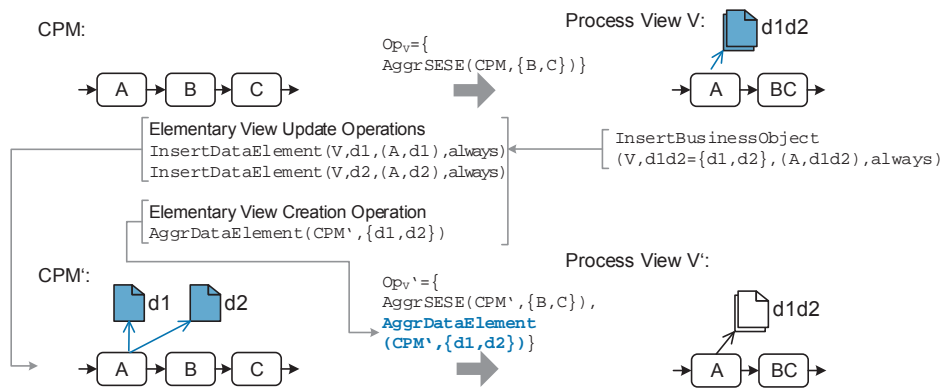 CPM:
Process View V:
d1d2
Opv={
AggrSESE(CPM,{B,C})}
A
B
C
A
BC
Elementary View Update Operations
InsertDataElement(V,d1,(A,d1),always)
InsertDataElement(V,d2,(A,d2),always)
InsertBusinessObject
(V,d1d2={d1,d2},(A,d1d2),always)
Elementary View Creation Operation
AggrDataElement(CPM‘,{d1,d2})
CPM‘:
Process View V‘:
d1
d2
Opv‘={
AggrSESE(CPM‘,{B,C}),
AggrDataElement
(CPM‘,{d1,d2})}
d1d2
A
B
C
A
BC